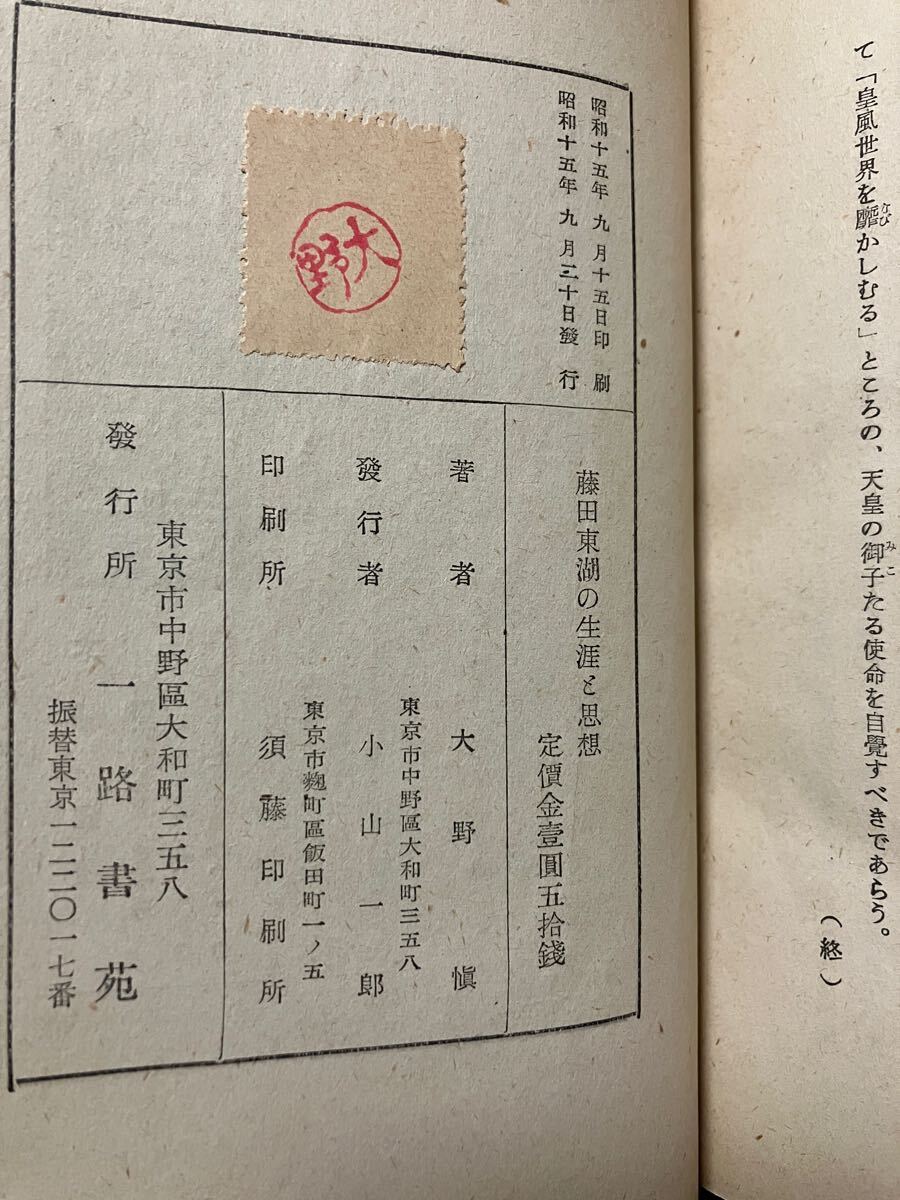 て「皇風世界を靡かしむる」ところの、天皇の御子たる使命を自覺すべきであらう。
なび
みこ
(終)
昭和十五年九月十五日印刷
昭和十五年九月二十日發行
大野
藤田東湖の生涯と思想
定價金壹圓五拾錢
著者 大野愼
東京市中野區大和町三五八
發行者 小山一郎
東京市麹町區飯田町一ノ五
印刷所 須藤印刷所
東京市中野區大和町三五八
發行所 一路書苑
振替東京一二二〇一七番